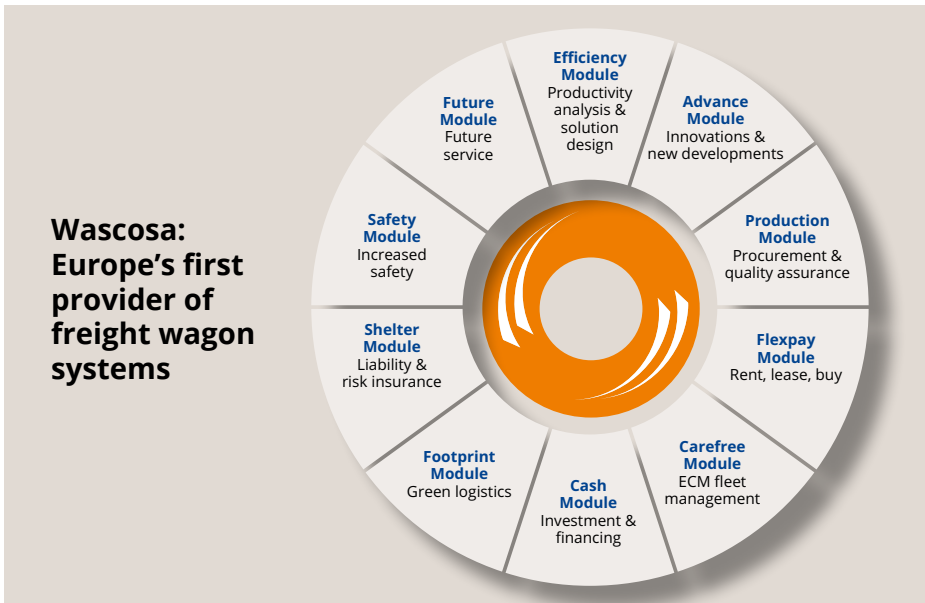 Wascosa:
Europe’s first
provider of
freight wagon
systems
Efficiency
Module
Productivity
analysis &
solution
design
Advance
Module
Innovations &
new developments
Production
Module
Procurement &
quality assurance
Flexpay
Module
Rent, lease, buy
Carefree
Module
ECM fleet
management
Cash
Module
Investment &
financing
Footprint
Module
Green logistics
Shelter
Module
Liability &
risk insurance
Safety
Module
Increased
safety
Future
Module
Future
service